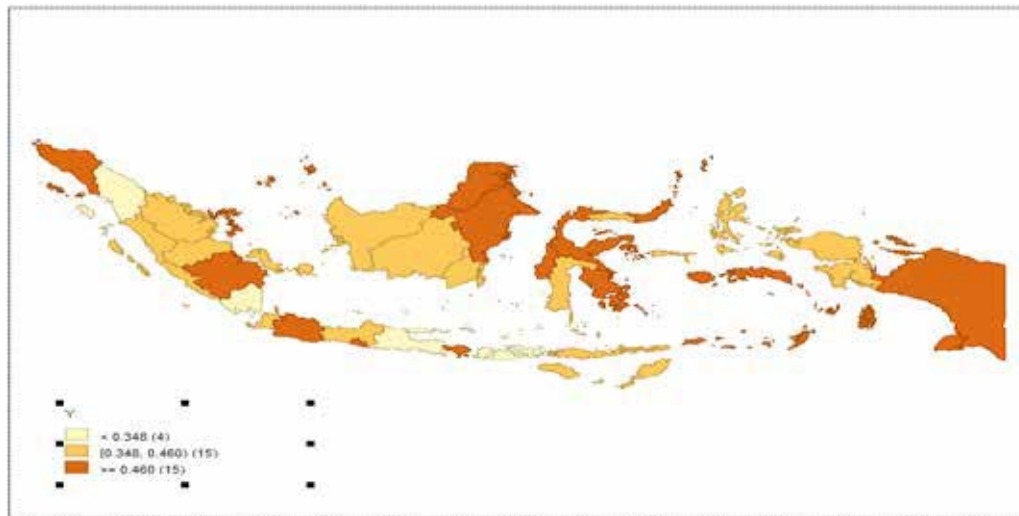 Y
< 0.348 (4)
[0.348, 0.460) (15)
>= 0.460 (15)